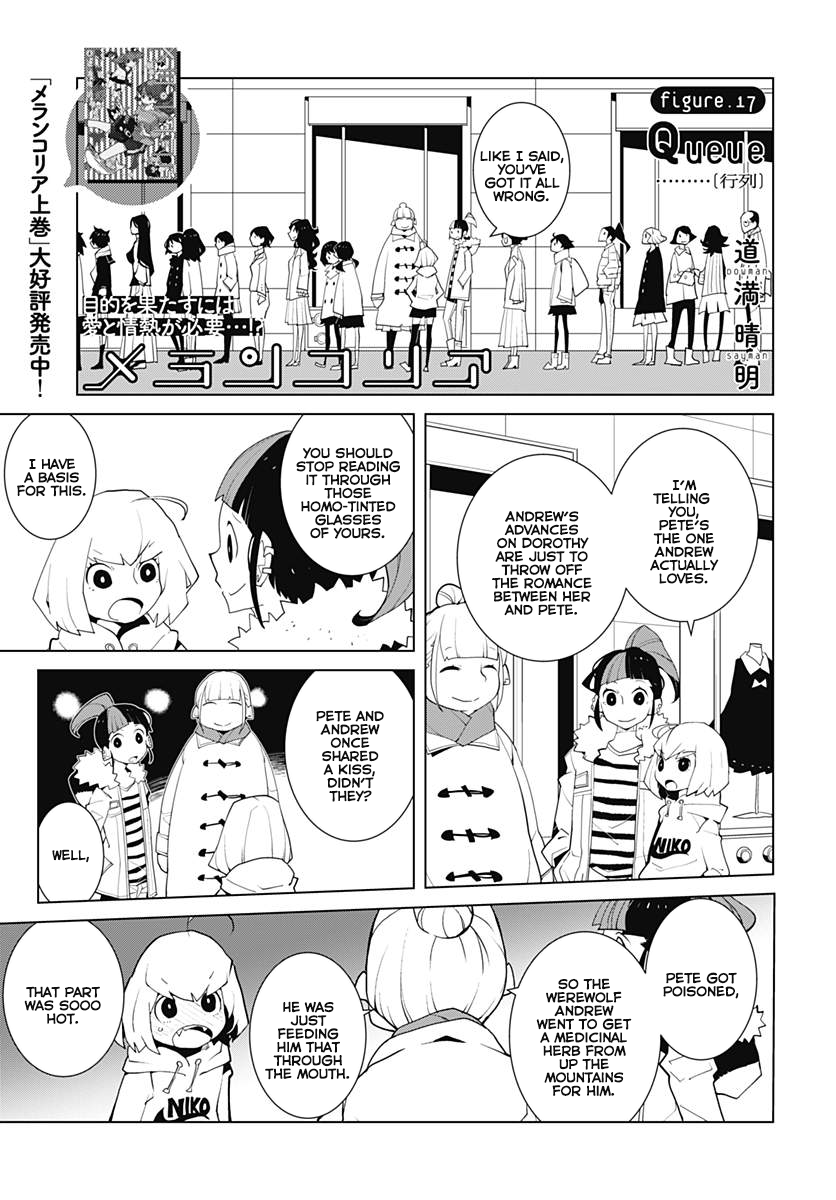 figure.17
Queue
………〔行列〕
道満晴明
douman
sayman
「メランコリア上巻」大好評発売中!
目的を果たすには
愛と情熱が必要…!?
メランコリア
LIKE I SAID,
YOU'VE
GOT IT ALL
WRONG.
I'M
TELLING
YOU,
PETE'S
THE ONE
ANDREW
ACTUALLY
LOVES.
ANDREW'S
ADVANCES
ON DOROTHY
ARE JUST TO
THROW OFF
THE ROMANCE
BETWEEN HER
AND PETE.
NIKO
YOU SHOULD
STOP READING
IT THROUGH
THOSE
HOMO-TINTED
GLASSES
OF YOURS.
I HAVE
A BASIS
FOR THIS.
PETE AND
ANDREW
ONCE
SHARED
A KISS,
DIDN'T
THEY?
WELL,
PETE GOT
POISONED,
SO THE
WEREWOLF
ANDREW
WENT TO GET
A MEDICINAL
HERB FROM
UP THE
MOUNTAINS
FOR HIM.
HE WAS
JUST
FEEDING
HIM THAT
THROUGH
THE MOUTH.
THAT PART
WAS SOOO
HOT.
NIKO